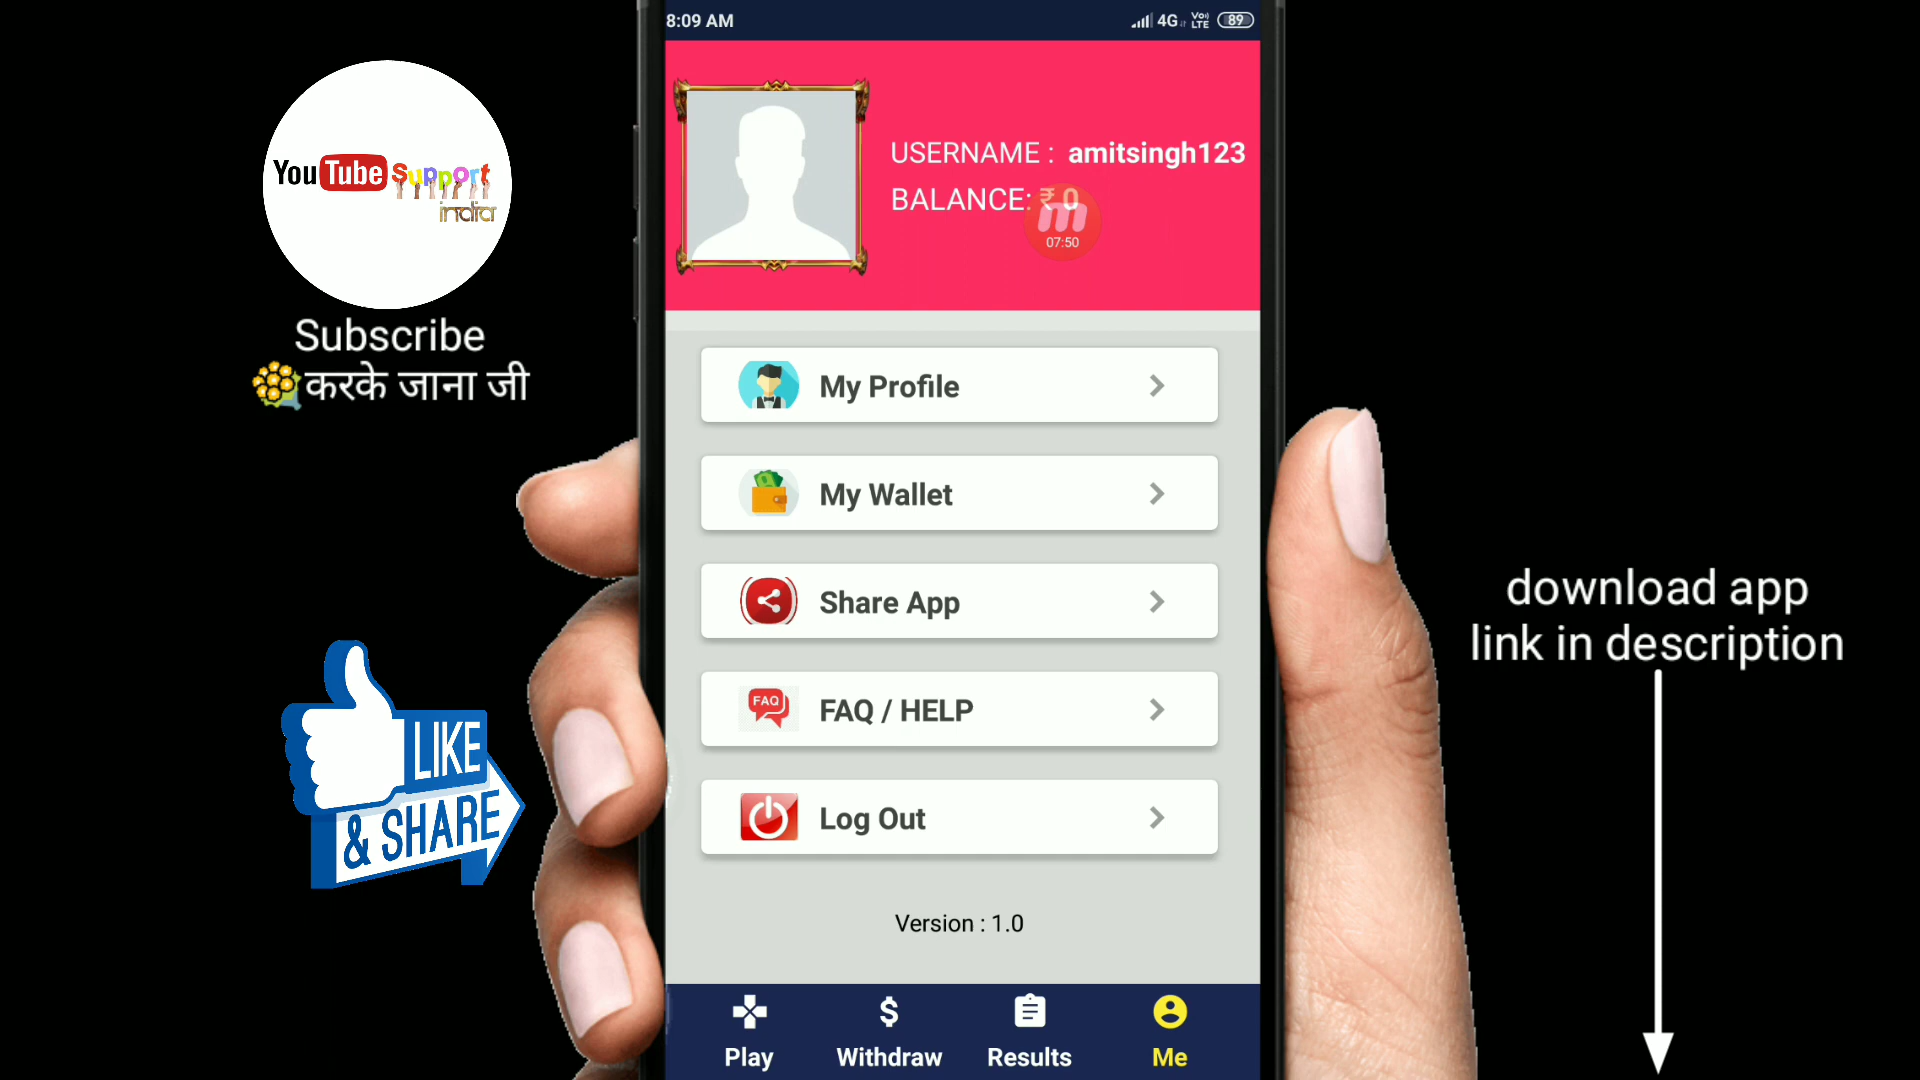 8:09 AM
4G
Vo)
LTE
89
YouTube Support
india
Subscribe
करके जाना जी
LIKE
& SHARE
USERNAME : amitsingh123
BALANCE: ₹ 0
m
07:50
My Profile
My Wallet
Share App
FAQ
FAQ / HELP
Log Out
Version : 1.0
Play
Withdraw
Results
Me
download app
link in description